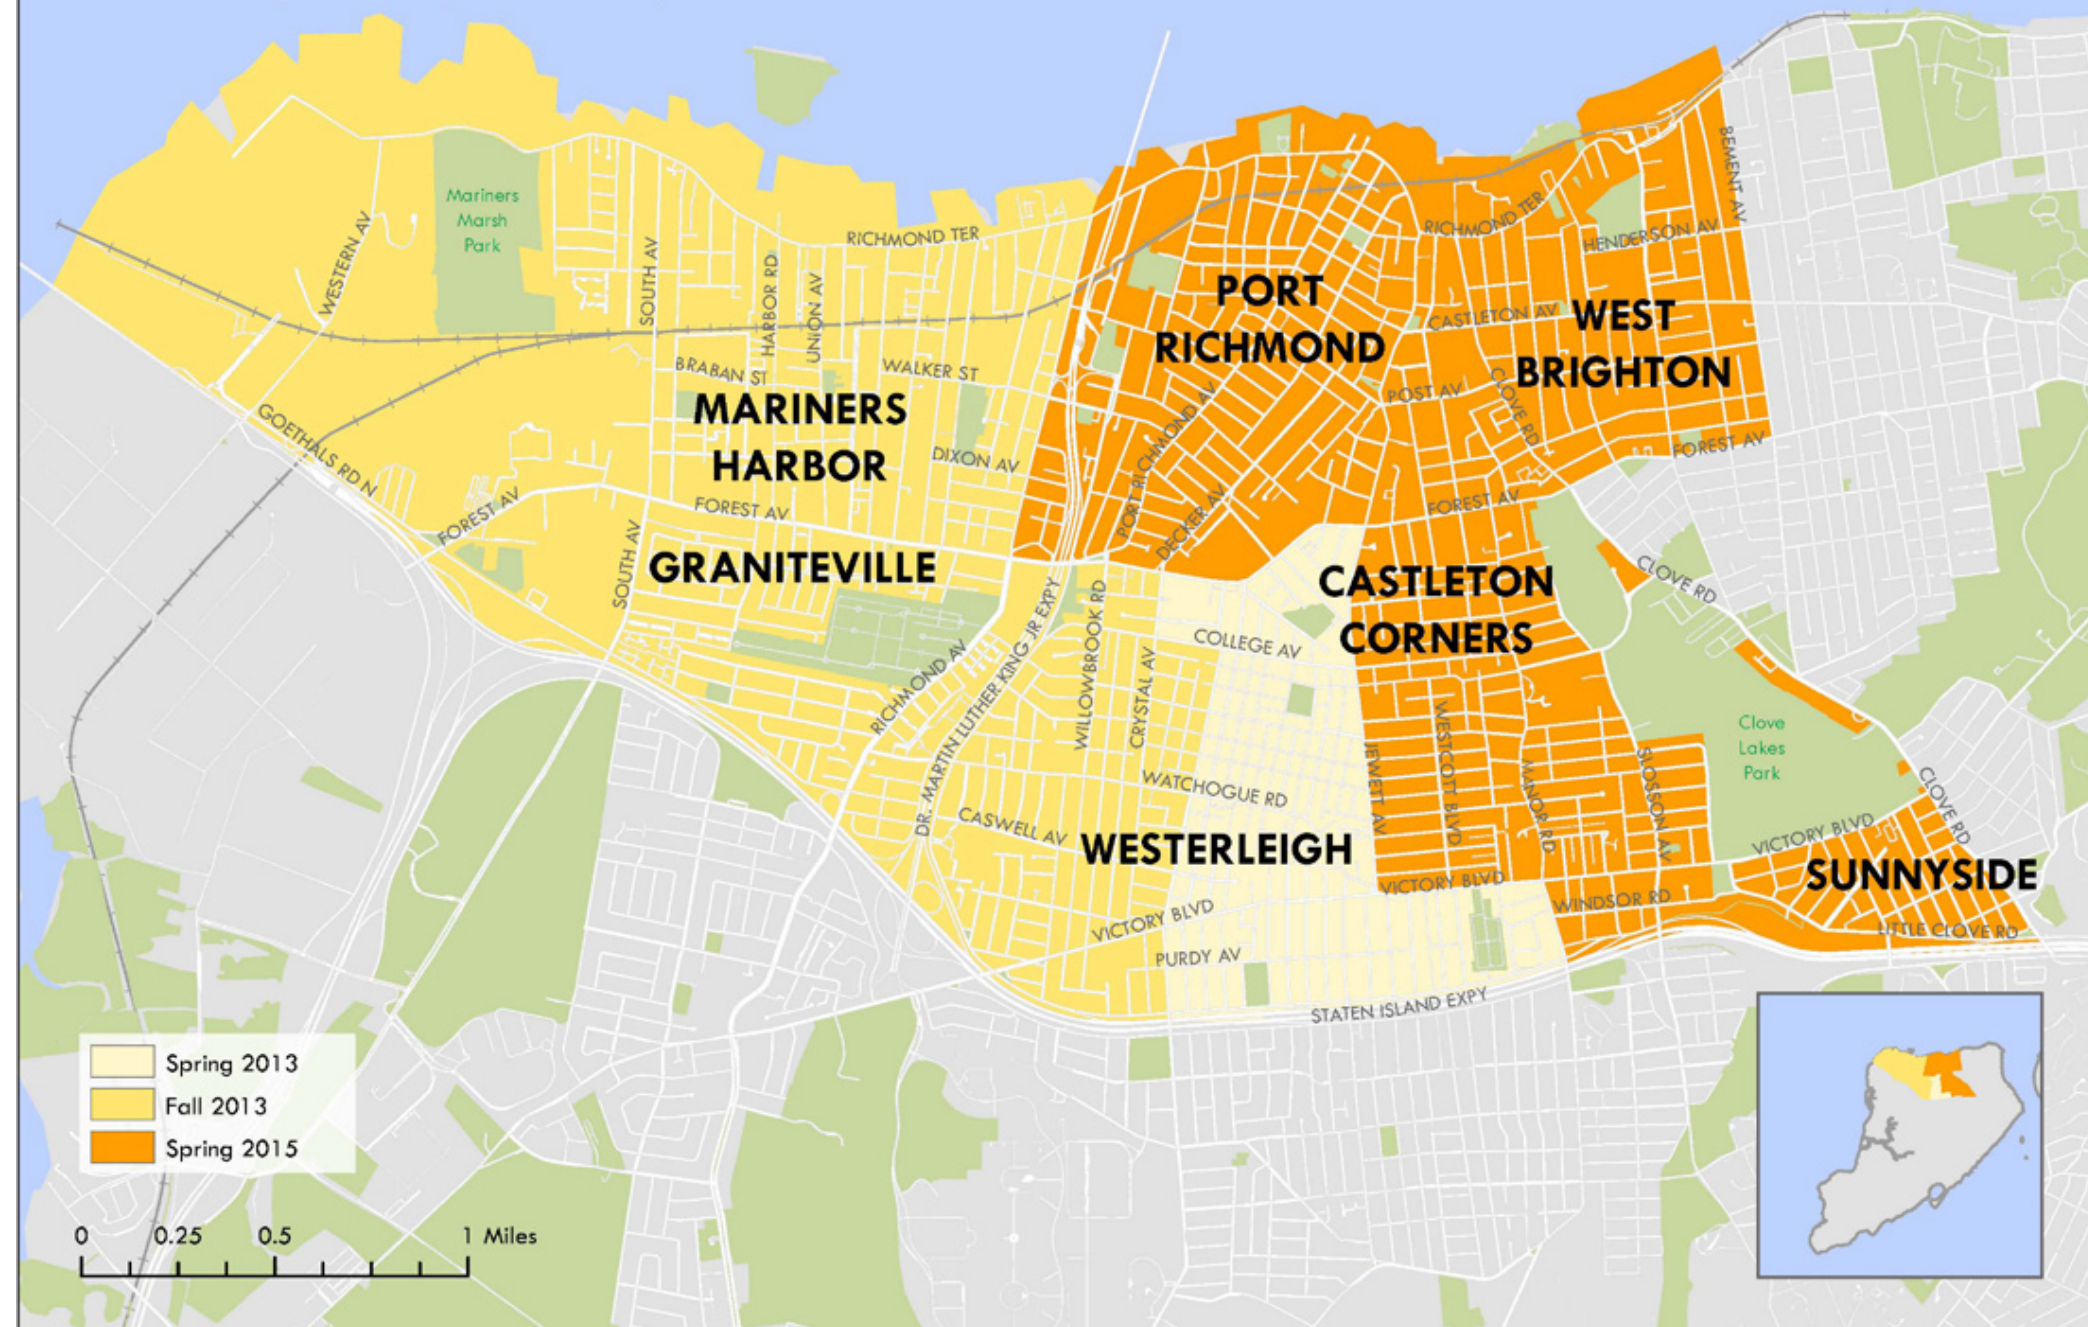 BEMENT AV
Mariners
Marsh
Park
WESTERN AV
SOUTH AV
HARBOR RD
UNION AV
RICHMOND TER
RICHMOND TER
HENDERSON AV
PORT
RICHMOND
CASTLETON AV
WEST
BRIGHTON
BRABAN ST
WALKER ST
POST AV
CLOVE RD
MARINERS
HARBOR
GOETHALS RD N
DIXON AV
PORT RICHMOND AV
DECKER AV
FOREST AV
FOREST AV
FOREST AV
FOREST AV
SOUTH AV
GRANITEVILLE
CASTLETON
CORNERS
CLOVE RD
COLLEGE AV
RICHMOND AV
DR. MARTIN LUTHER KING JR EXPY
WILLOWBROOK RD
CRYSTAL AV
JEWETT AV
WESTCOTT BLVD
MANOR RD
SLOSSON AV
Clove
Lakes
Park
WATCHOGUE RD
CASWELL AV
WESTERLEIGH
CLOVE RD
VICTORY BLVD
SUNNYSIDE
VICTORY BLVD
WINDSOR RD
VICTORY BLVD
LITTLE CLOVE RD
PURDY AV
STATEN ISLAND EXPY
Spring 2013
Fall 2013
Spring 2015
0 0.25 0.5 1 Miles